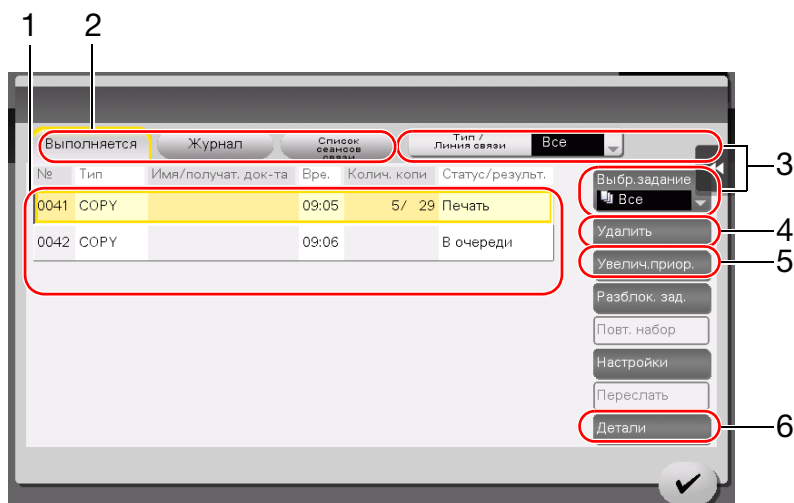 1 2
Выполняется Журнал Список сеансов связи Тип / Линия связи Все
3
№ Тип Имя/получат. док-та Вре. Колич. копи Статус/результ.
Выбр.задание
Все
0041 COPY 09:05 5/ 29 Печать
Удалить 4
0042 COPY 09:06 В очереди
Увелич.приор. 5
Разблок. зад.
Повт. набор
Настройки
Переслать
Детали 6